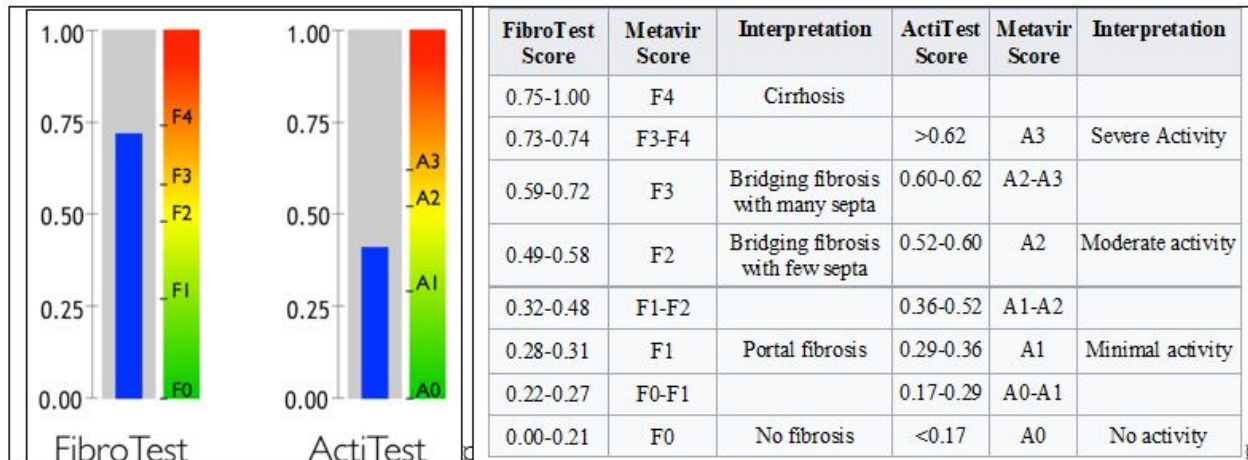 1.00
0.75
0.50
0.25
0.00
F4
F3
F2
F1
F0
FibroTest
1.00
0.75
0.50
0.25
0.00
A3
A2
A1
A0
ActiTest
FibroTest Score Metavir Score Interpretation ActiTest Score Metavir Score Interpretation
0.75-1.00 F4 Cirrhosis
0.73-0.74 F3-F4 >0.62 A3 Severe Activity
0.59-0.72 F3 Bridging fibrosis with many septa 0.60-0.62 A2-A3
0.49-0.58 F2 Bridging fibrosis with few septa 0.52-0.60 A2 Moderate activity
0.32-0.48 F1-F2 0.36-0.52 A1-A2
0.28-0.31 F1 Portal fibrosis 0.29-0.36 A1 Minimal activity
0.22-0.27 F0-F1 0.17-0.29 A0-A1
0.00-0.21 F0 No fibrosis <0.17 A0 No activity